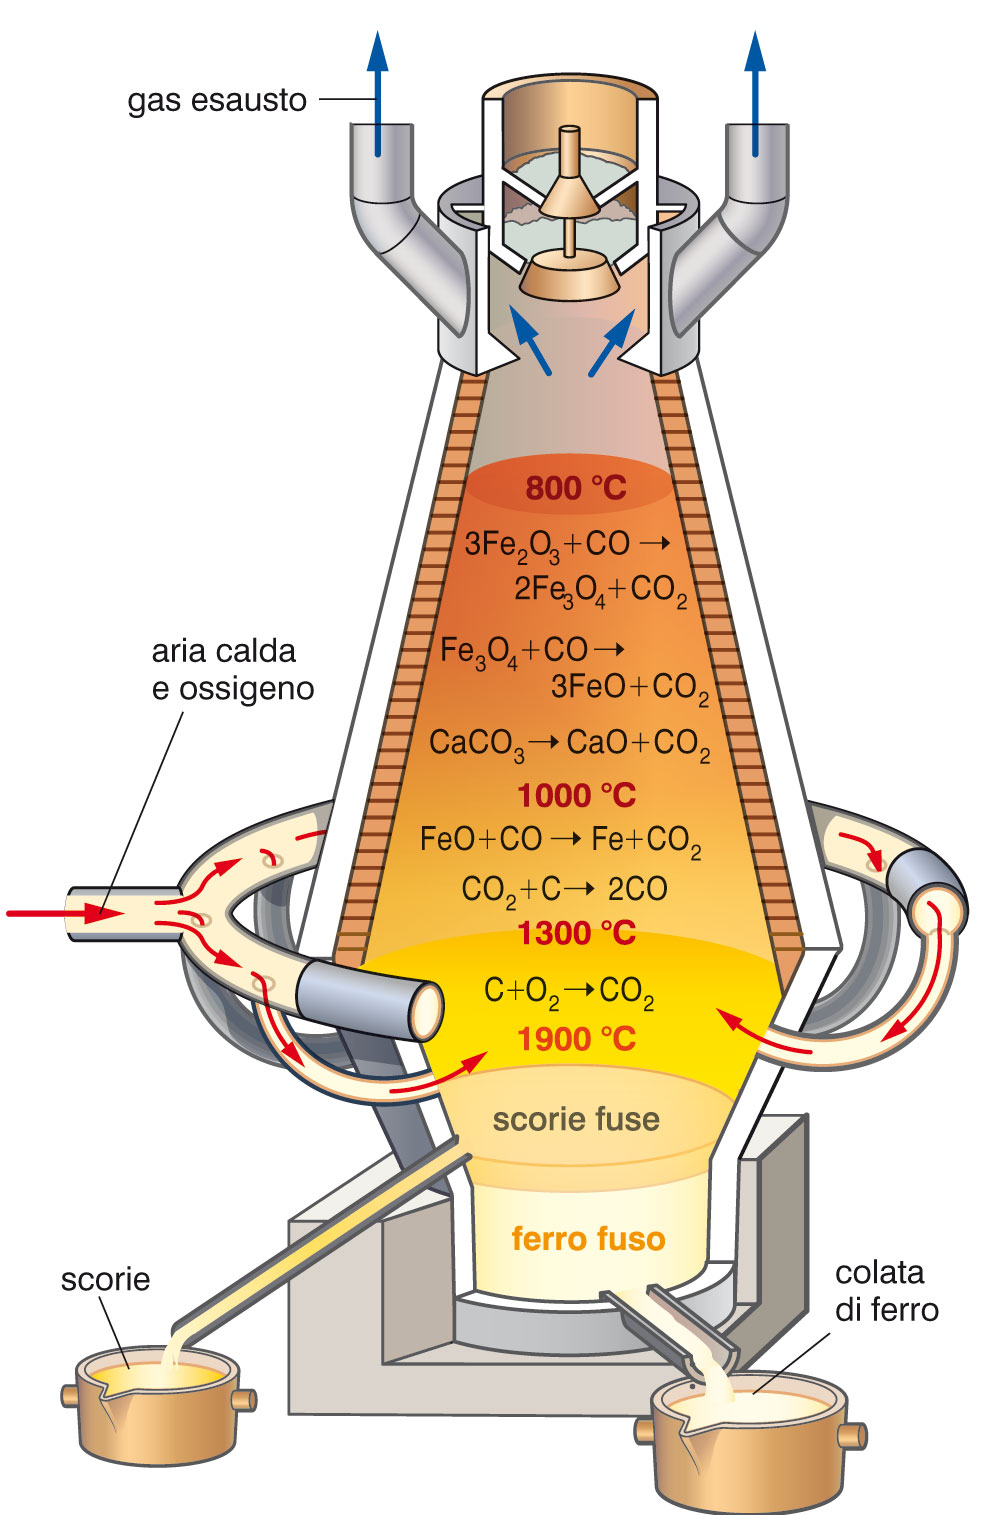 gas esausto
800 °C
3Fe₂O₃+CO →
2Fe₃O₄+CO₂
Fe₃O₄+CO →
3FeO+CO₂
aria calda
e ossigeno
CaCO₃ → CaO+CO₂
1000 °C
FeO+CO → Fe+CO₂
CO₂+C → 2CO
1300 °C
C+O₂ → CO₂
1900 °C
scorie fuse
ferro fuso
scorie
colata
di ferro